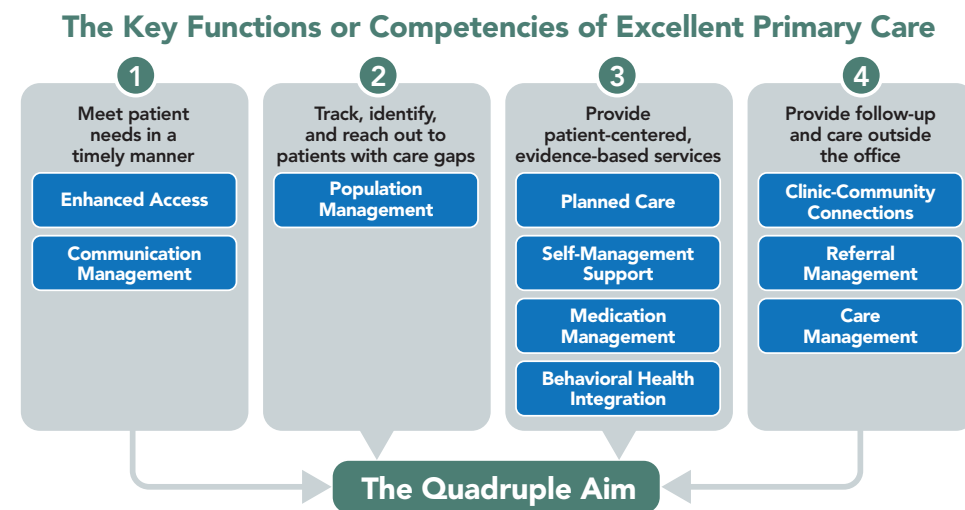 The Key Functions or Competencies of Excellent Primary Care
1
Meet patient
needs in a
timely manner
Enhanced Access
Communication
Management
2
Track, identify,
and reach out to
patients with care gaps
Population
Management
3
Provide
patient-centered,
evidence-based services
Planned Care
Self-Management
Support
Medication
Management
Behavioral Health
Integration
4
Provide follow-up
and care outside
the office
Clinic-Community
Connections
Referral
Management
Care
Management
The Quadruple Aim